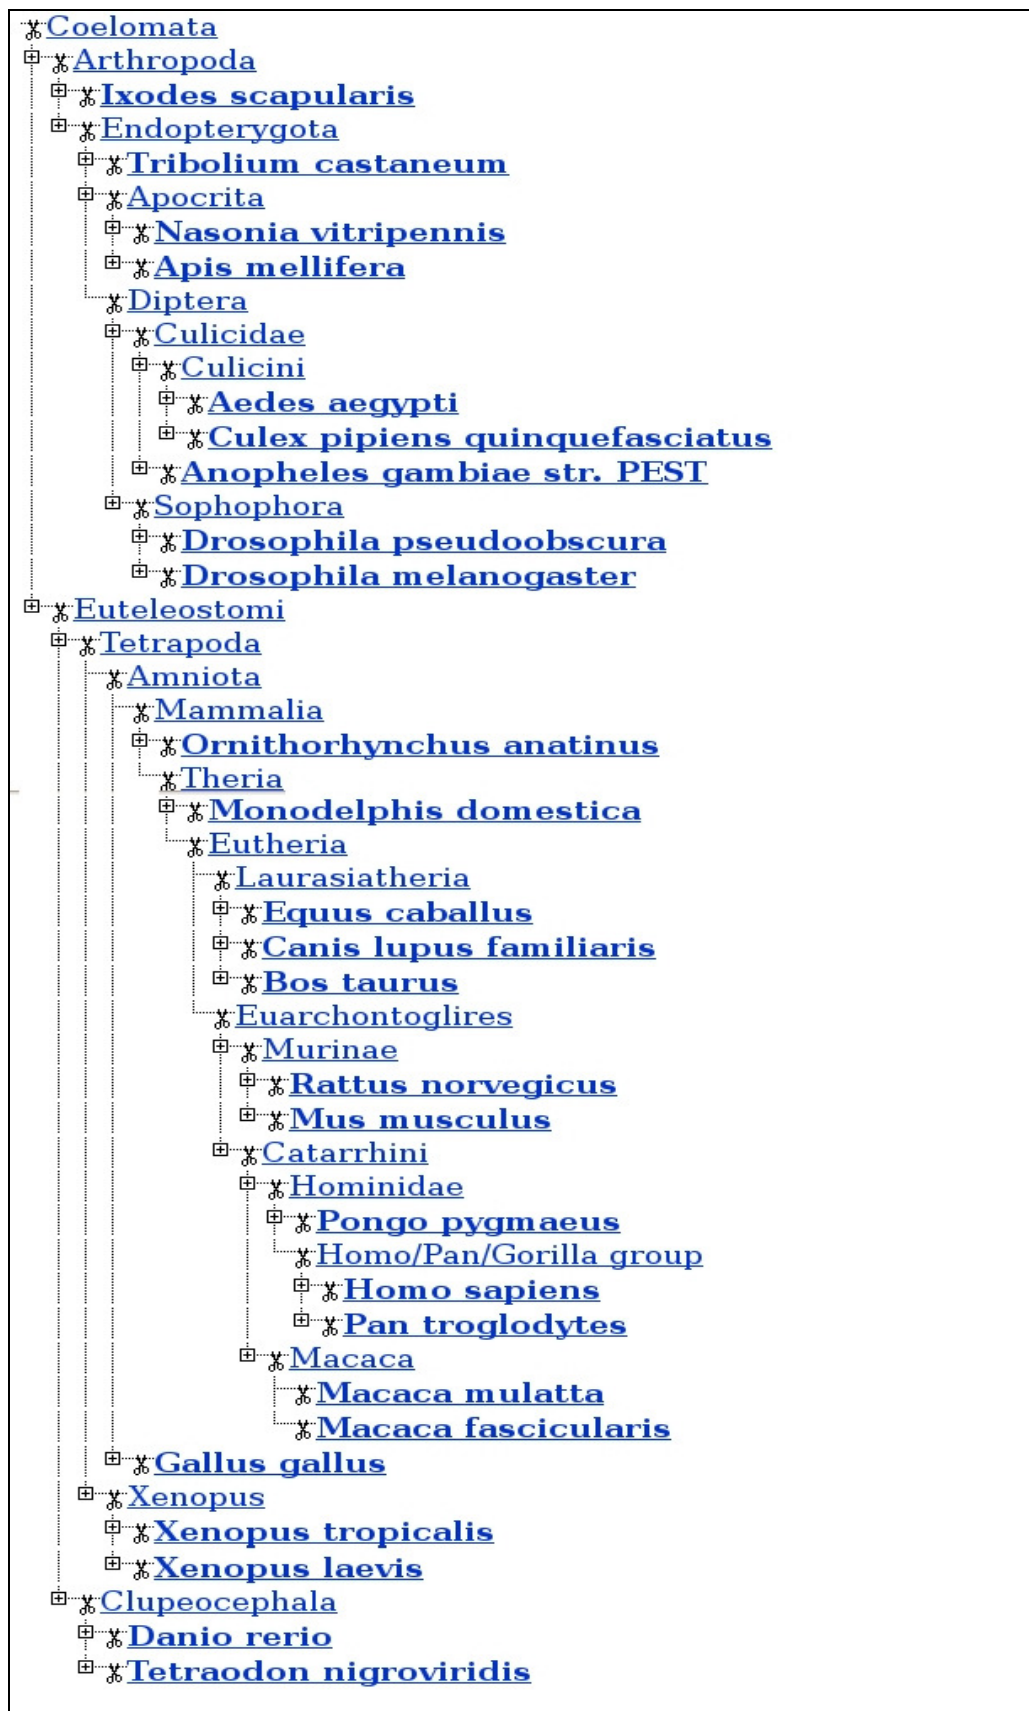 Coelomata
Arthropoda
Ixodes scapularis
Endopterygota
Tribolium castaneum
Apocrita
Nasonia vitripennis
Apis mellifera
Diptera
Culicidae
Culicini
Aedes aegypti
Culex pipiens quinquefasciatus
Anopheles gambiae str. PEST
Sophophora
Drosophila pseudoobscura
Drosophila melanogaster
Euteleostomi
Tetrapoda
Amniota
Mammalia
Ornithorhynchus anatinus
Theria
Monodelphis domestica
Eutheria
Laurasiatheria
Equus caballus
Canis lupus familiaris
Bos taurus
Euarchontoglires
Murinae
Rattus norvegicus
Mus musculus
Catarrhini
Hominidae
Pongo pygmaeus
Homo/Pan/Gorilla group
Homo sapiens
Pan troglodytes
Macaca
Macaca mulatta
Macaca fascicularis
Gallus gallus
Xenopus
Xenopus tropicalis
Xenopus laevis
Clupeocephala
Danio rerio
Tetraodon nigroviridis